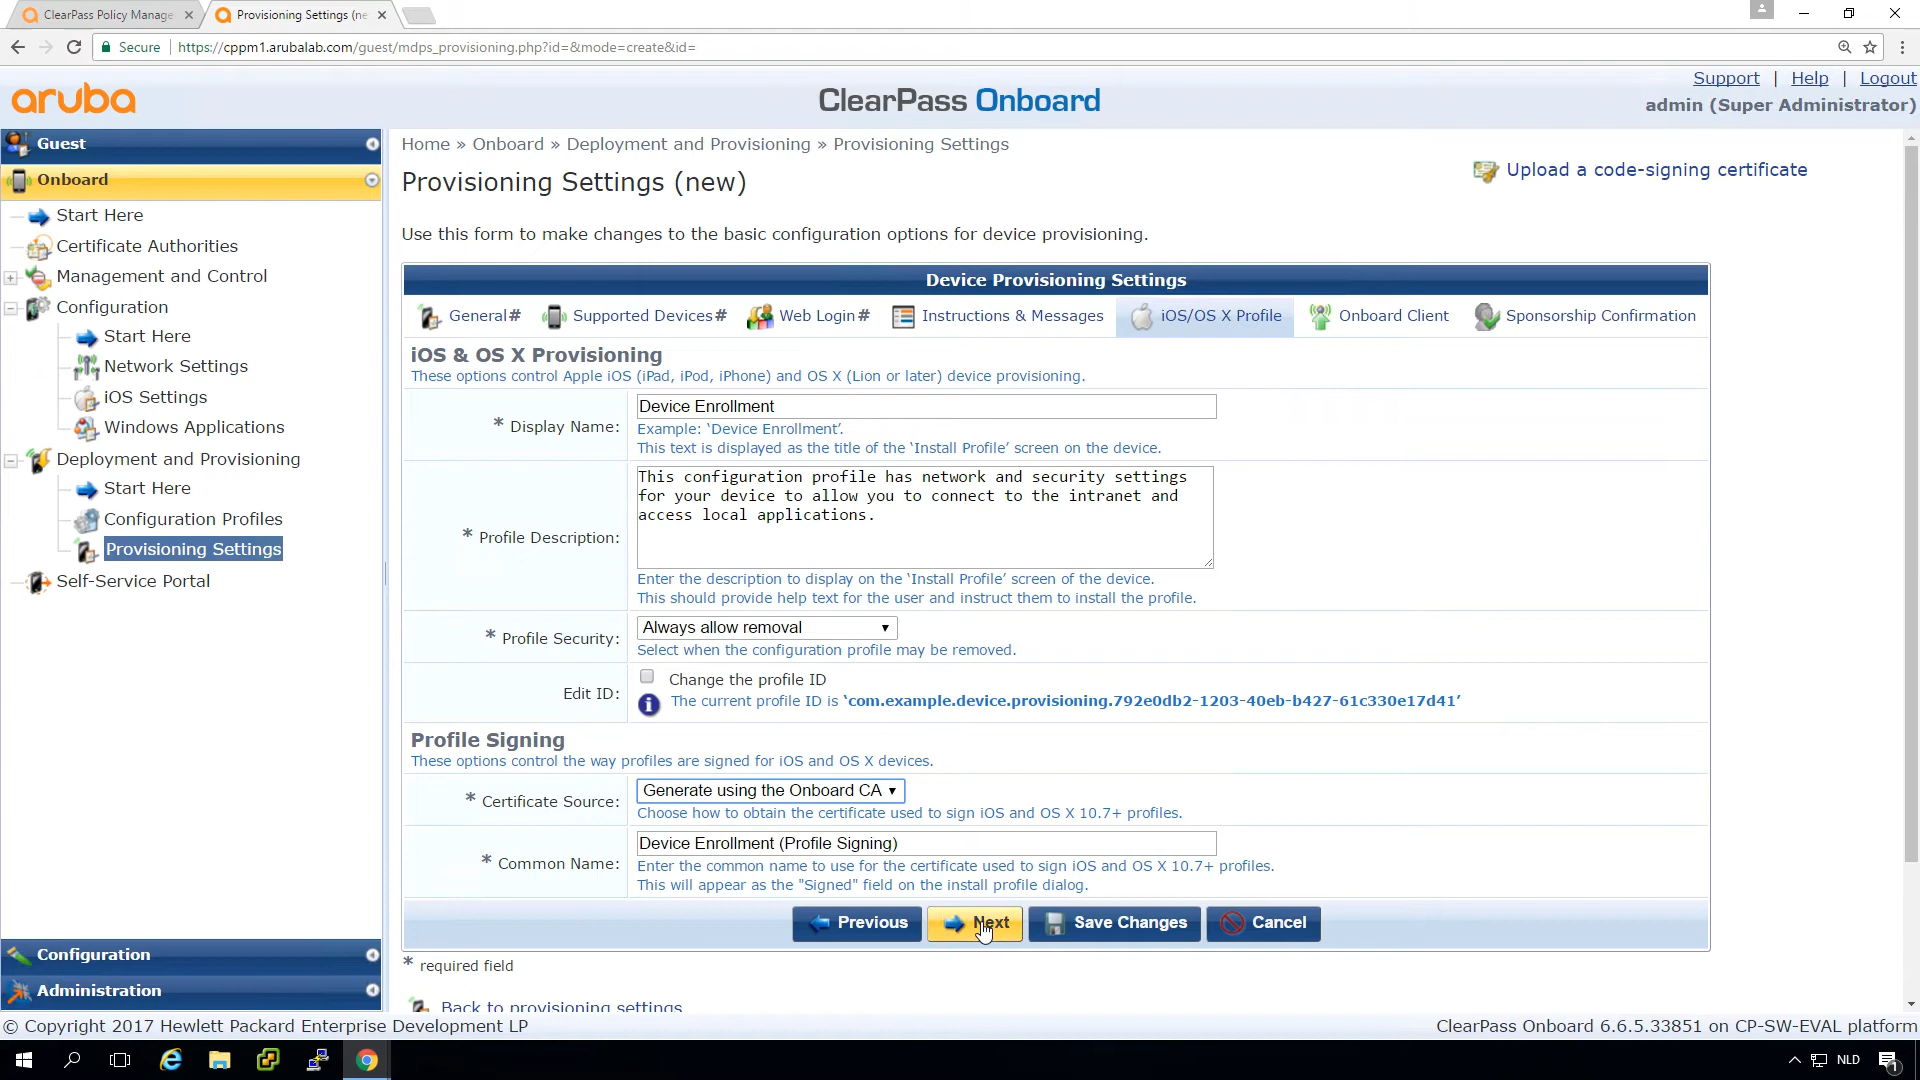 ClearPass Policy Manage
Provisioning Settings (ne
Secure
https://cppm1.arubalab.com/guest/mdps_provisioning.php?id=&mode=create&id=
aruba
ClearPass Onboard
Support | Help | Logout
admin (Super Administrator)
Guest
Onboard
Start Here
Certificate Authorities
Management and Control
Configuration
Start Here
Network Settings
iOS Settings
Windows Applications
Deployment and Provisioning
Start Here
Configuration Profiles
Provisioning Settings
Self-Service Portal
Configuration
Administration
Home » Onboard » Deployment and Provisioning » Provisioning Settings
Provisioning Settings (new)
Upload a code-signing certificate
Use this form to make changes to the basic configuration options for device provisioning.
Device Provisioning Settings
General# Supported Devices# Web Login# Instructions & Messages iOS/OS X Profile Onboard Client Sponsorship Confirmation
iOS & OS X Provisioning
These options control Apple iOS (iPad, iPod, iPhone) and OS X (Lion or later) device provisioning.
* Display Name:
Device Enrollment
Example: ‘Device Enrollment’.
This text is displayed as the title of the ‘Install Profile’ screen on the device.
* Profile Description:
This configuration profile has network and security settings
for your device to allow you to connect to the intranet and
access local applications.
Enter the description to display on the ‘Install Profile’ screen of the device.
This should provide help text for the user and instruct them to install the profile.
* Profile Security:
Always allow removal
Select when the configuration profile may be removed.
Edit ID:
Change the profile ID
The current profile ID is ‘com.example.device.provisioning.792e0db2-1203-40eb-b427-61c330e17d41’
Profile Signing
These options control the way profiles are signed for iOS and OS X devices.
* Certificate Source:
Generate using the Onboard CA
Choose how to obtain the certificate used to sign iOS and OS X 10.7+ profiles.
* Common Name:
Device Enrollment (Profile Signing)
Enter the common name to use for the certificate used to sign iOS and OS X 10.7+ profiles.
This will appear as the "Signed" field on the install profile dialog.
Previous Next Save Changes Cancel
* required field
Back to provisioning settings
© Copyright 2017 Hewlett Packard Enterprise Development LP
ClearPass Onboard 6.6.5.33851 on CP-SW-EVAL platform
NLD
1